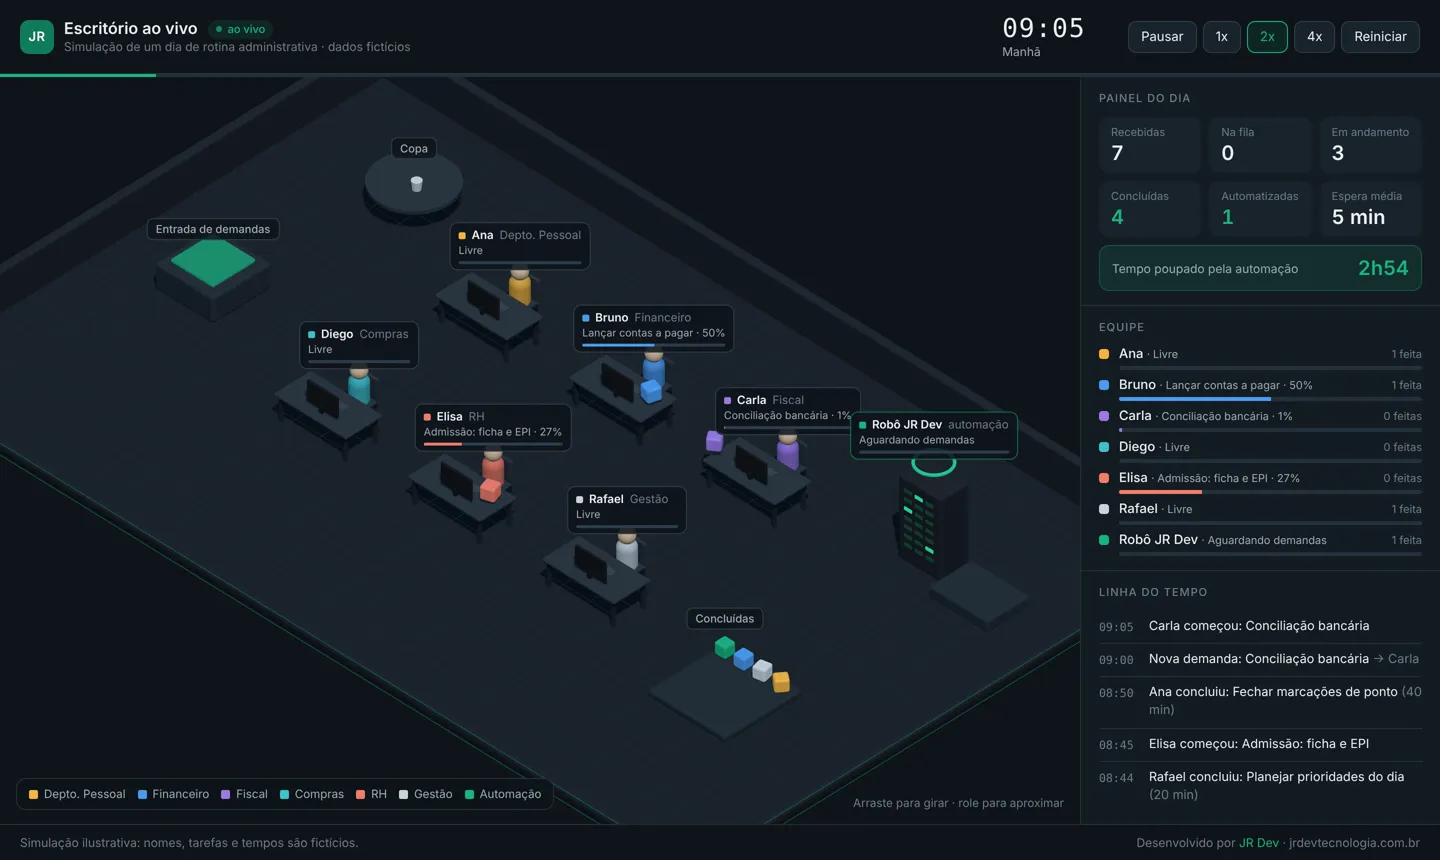 JR
Escritório ao vivo
ao vivo
Simulação de um dia de rotina administrativa · dados fictícios
09:05
Manhã
Pausar
1x
2x
4x
Reiniciar
Copa
Entrada de demandas
Ana Depto. Pessoal
Livre
Bruno Financeiro
Lançar contas a pagar · 50%
Diego Compras
Livre
Carla Fiscal
Conciliação bancária · 1%
Elisa RH
Admissão: ficha e EPI · 27%
Robô JR Dev automação
Aguardando demandas
Rafael Gestão
Livre
Concluídas
Depto. Pessoal
Financeiro
Fiscal
Compras
RH
Gestão
Automação
Arraste para girar · role para aproximar
PAINEL DO DIA
Recebidas
7
Na fila
0
Em andamento
3
Concluídas
4
Automatizadas
1
Espera média
5 min
Tempo poupado pela automação
2h54
EQUIPE
Ana · Livre 1 feita
Bruno · Lançar contas a pagar · 50% 1 feita
Carla · Conciliação bancária · 1% 0 feitas
Diego · Livre 0 feitas
Elisa · Admissão: ficha e EPI · 27% 0 feitas
Rafael · Livre 1 feita
Robô JR Dev · Aguardando demandas 1 feita
LINHA DO TEMPO
09:05 Carla começou: Conciliação bancária
09:00 Nova demanda: Conciliação bancária → Carla
08:50 Ana concluiu: Fechar marcações de ponto (40
min)
08:45 Elisa começou: Admissão: ficha e EPI
08:44 Rafael concluiu: Planejar prioridades do dia
(20 min)
Simulação ilustrativa: nomes, tarefas e tempos são fictícios.
Desenvolvido por JR Dev · jrdevtecnologia.com.br